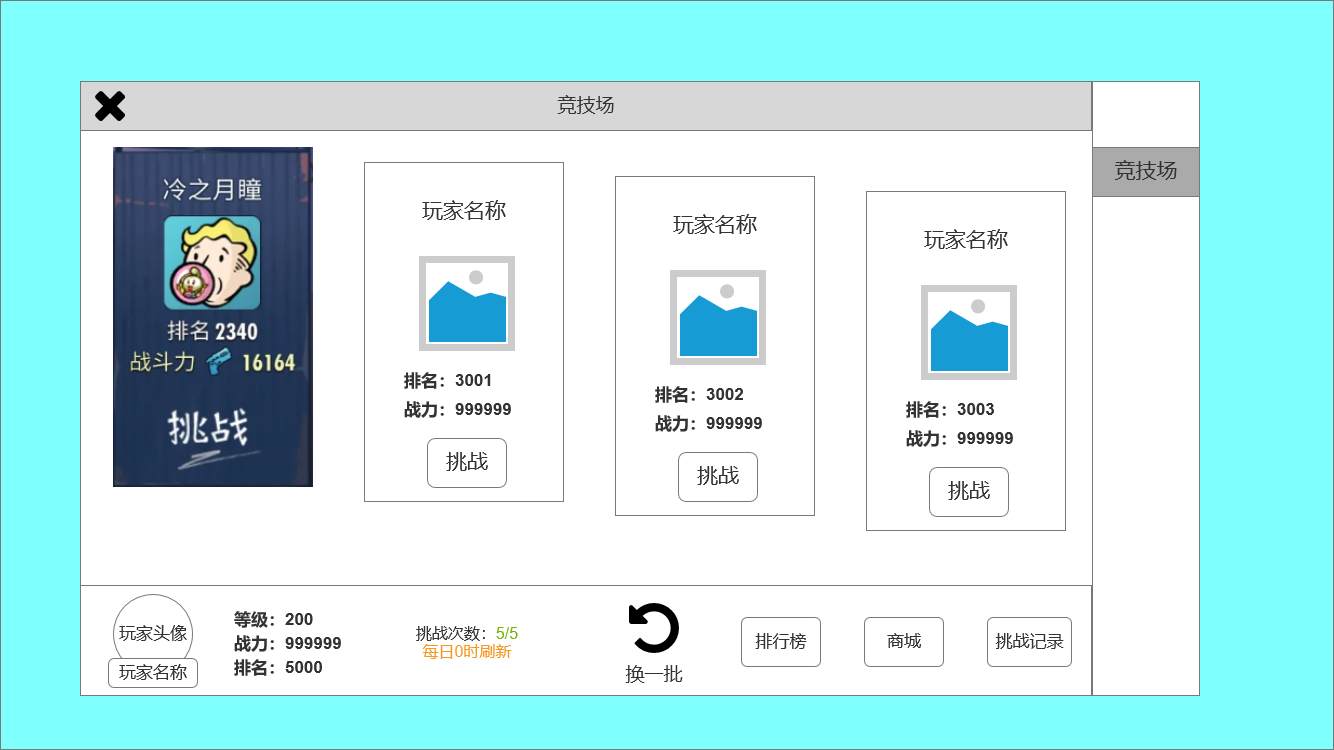 竞技场
竞技场
冷之月瞳
排名 2340
战斗力 16164
挑战
玩家名称
排名：3001
战力：999999
挑战
玩家名称
排名：3002
战力：999999
挑战
玩家名称
排名：3003
战力：999999
挑战
玩家头像
玩家名称
等级：200
战力：999999
排名：5000
挑战次数：5/5
每日0时刷新
换一批
排行榜
商城
挑战记录